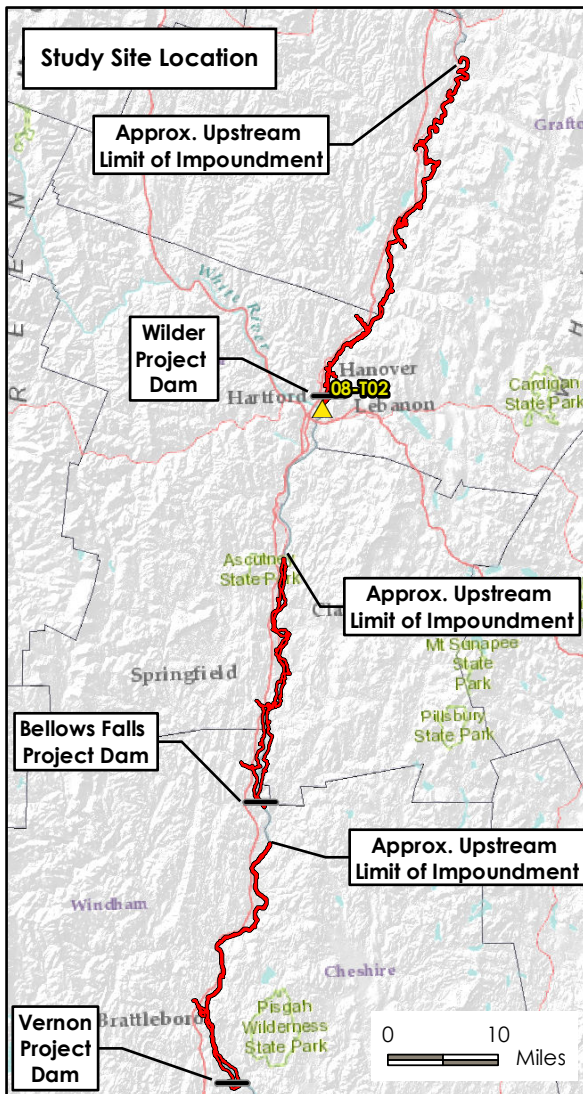 Study Site Location
Approx. Upstream
Limit of Impoundment
Grafto
E N
E
E
R
White River
Wilder
Project
Dam
Hanover
08-T02
Hartford
Lebanon
Cardigan
State Park
H
Ascutney
State Park
Approx. Upstream
Limit of Impoundment
Cla
Mt Sunapee
State
Park
Springfield
Pillsbury
State Park
Bellows Falls
Project Dam
Approx. Upstream
Limit of Impoundment
Windham
Cheshire
Vernon
Project
Dam
Brattleboro
Pisgah
Wilderness
State Park
0 10
Miles